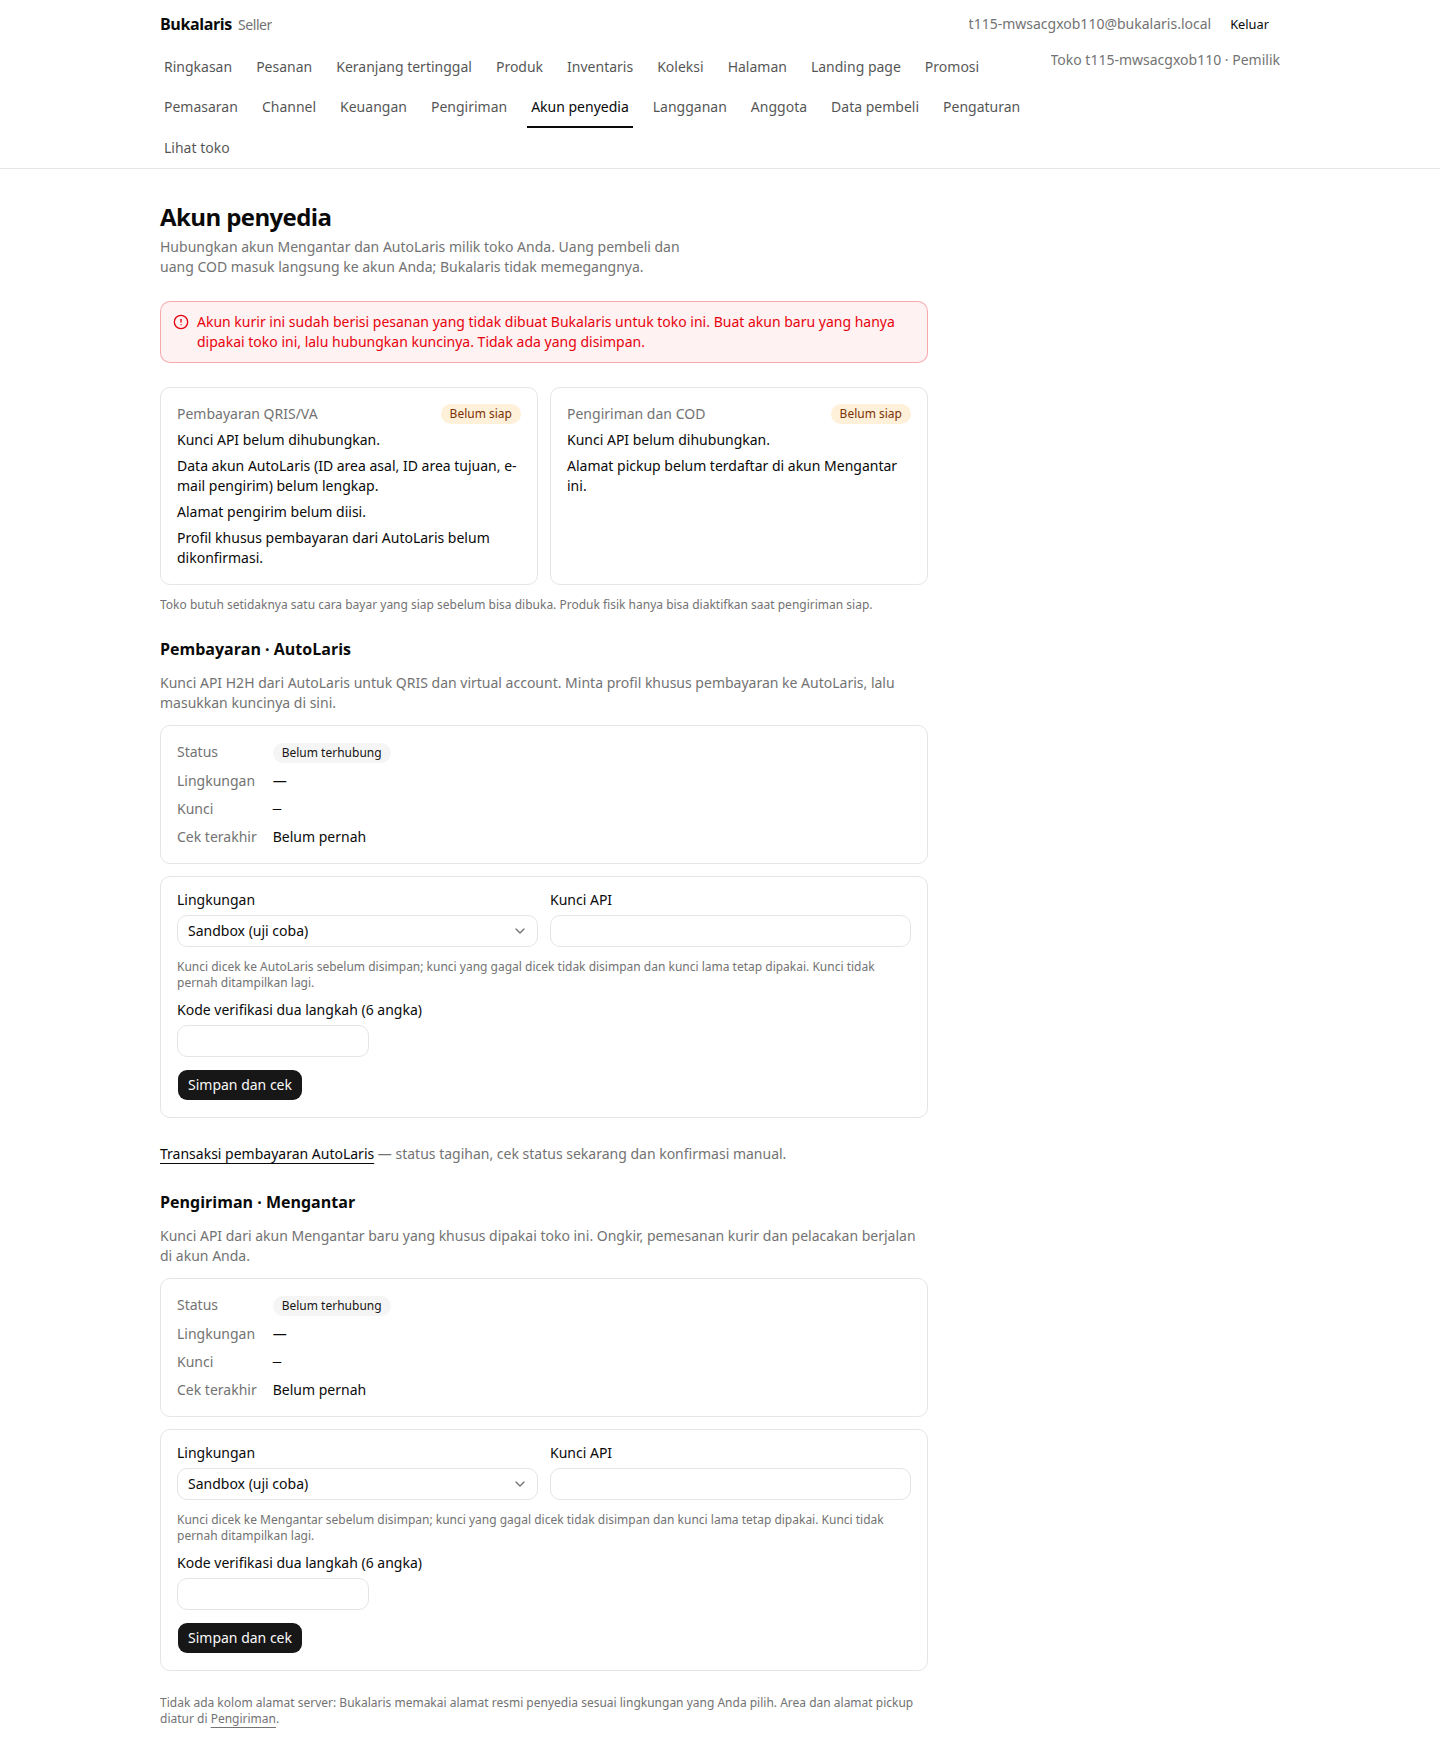 Bukalaris Seller
t115-mwsacgxob110@bukalaris.local Keluar
Ringkasan Pesanan Keranjang tertinggal Produk Inventaris Koleksi Halaman Landing page Promosi
Toko t115-mwsacgxob110 · Pemilik
Pemasaran Channel Keuangan Pengiriman Akun penyedia Langganan Anggota Data pembeli Pengaturan
Lihat toko
Akun penyedia
Hubungkan akun Mengantar dan AutoLaris milik toko Anda. Uang pembeli dan
uang COD masuk langsung ke akun Anda; Bukalaris tidak memegangnya.
Akun kurir ini sudah berisi pesanan yang tidak dibuat Bukalaris untuk toko ini. Buat akun baru yang hanya
dipakai toko ini, lalu hubungkan kuncinya. Tidak ada yang disimpan.
Pembayaran QRIS/VA Belum siap
Kunci API belum dihubungkan.
Data akun AutoLaris (ID area asal, ID area tujuan, e-
mail pengirim) belum lengkap.
Alamat pengirim belum diisi.
Profil khusus pembayaran dari AutoLaris belum
dikonfirmasi.
Pengiriman dan COD Belum siap
Kunci API belum dihubungkan.
Alamat pickup belum terdaftar di akun Mengantar
ini.
Toko butuh setidaknya satu cara bayar yang siap sebelum bisa dibuka. Produk fisik hanya bisa diaktifkan saat pengiriman siap.
Pembayaran · AutoLaris
Kunci API H2H dari AutoLaris untuk QRIS dan virtual account. Minta profil khusus pembayaran ke AutoLaris, lalu
masukkan kuncinya di sini.
Status Belum terhubung
Lingkungan —
Kunci –
Cek terakhir Belum pernah
Lingkungan Kunci API
Sandbox (uji coba)
Kunci dicek ke AutoLaris sebelum disimpan; kunci yang gagal dicek tidak disimpan dan kunci lama tetap dipakai. Kunci tidak
pernah ditampilkan lagi.
Kode verifikasi dua langkah (6 angka)
Simpan dan cek
Transaksi pembayaran AutoLaris — status tagihan, cek status sekarang dan konfirmasi manual.
Pengiriman · Mengantar
Kunci API dari akun Mengantar baru yang khusus dipakai toko ini. Ongkir, pemesanan kurir dan pelacakan berjalan
di akun Anda.
Status Belum terhubung
Lingkungan —
Kunci –
Cek terakhir Belum pernah
Lingkungan Kunci API
Sandbox (uji coba)
Kunci dicek ke Mengantar sebelum disimpan; kunci yang gagal dicek tidak disimpan dan kunci lama tetap dipakai. Kunci tidak
pernah ditampilkan lagi.
Kode verifikasi dua langkah (6 angka)
Simpan dan cek
Tidak ada kolom alamat server: Bukalaris memakai alamat resmi penyedia sesuai lingkungan yang Anda pilih. Area dan alamat pickup
diatur di Pengiriman.